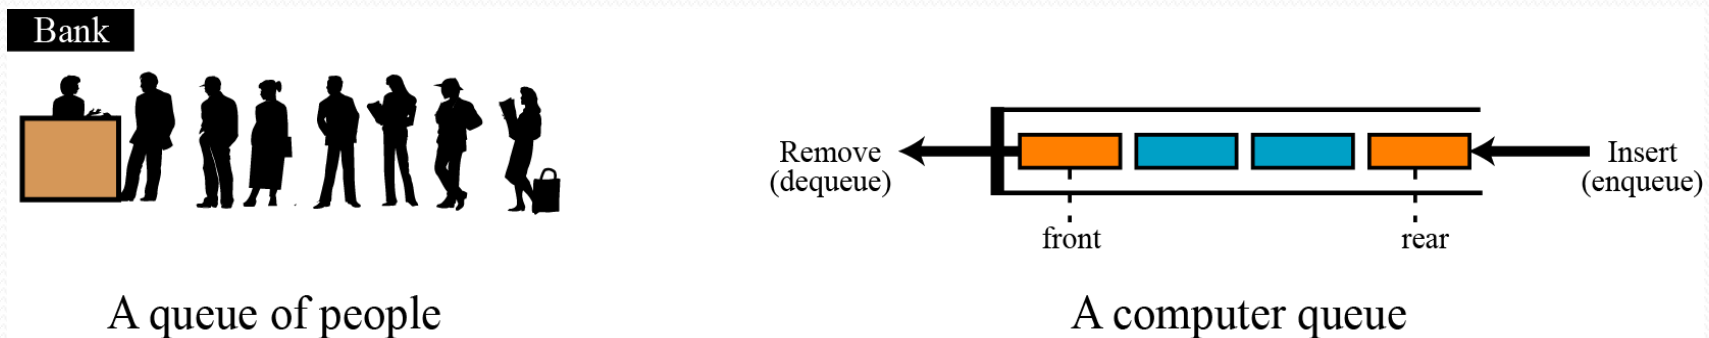 Bank
Remove
(dequeue)
Insert
(enqueue)
front
rear
A queue of people
A computer queue